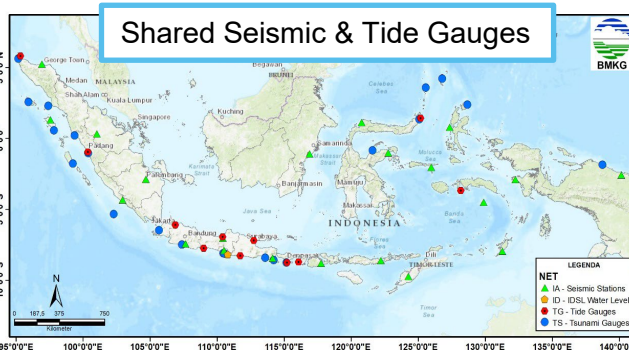 Shared Seismic & Tide Gauges
BMKG
George Town
Begawan
BRUNEI
Medan
MALAYSIA
Shah Alam
Kuala Lumpur
Celebes
Sea
Singapore
Kuching
Padang
Samarinda
Makassar
Strait
Molucca
Sea
Karimata
Strait
Palembang
Banjarmasin
Mamuju
Makassar
Java Sea
Banda
Sea
Jakarta
Bandung
Surabaya
INDONESIA
Flores
Sea
Denpasar
Dili
TIMOR-LESTE
Timor
Sea
N
0 187,5 375 750
Kilometer
LEGENDA
NET
IA - Seismic Stations
ID - IDSL Water Level
TG - Tide Gauges
TS - Tsunami Gauges
95°0'0"E 100°0'0"E 105°0'0"E 110°0'0"E 115°0'0"E 120°0'0"E 125°0'0"E 130°0'0"E 135°0'0"E